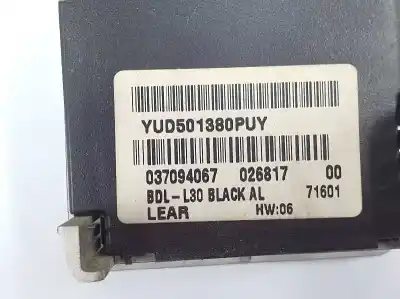 YUD501380PUY
037094067 026817 00
BDL-L30 BLACK AL 71601
LEAR HW:06